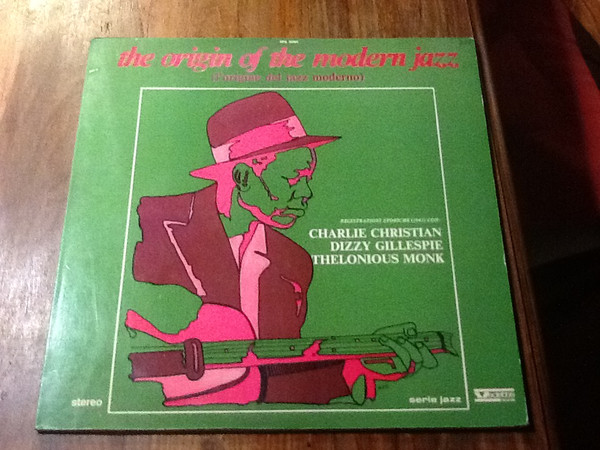 the origin of the modern jazz
(l'origine del jazz moderno)
REGISTRAZIONI STORICHE (1941) CON:
CHARLIE CHRISTIAN
DIZZY GILLESPIE
THELONIOUS MONK
stereo
serie jazz